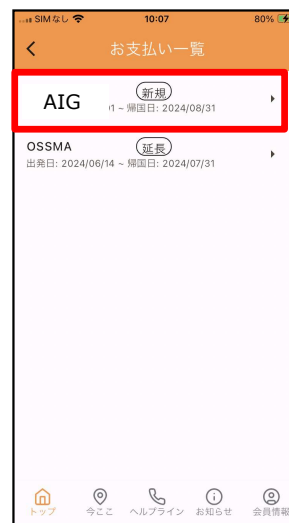 SIMなし 10:07 80%
お支払い一覧
AIG 新規
01 ~ 帰国日: 2024/08/31
OSSMA 延長
出発日: 2024/06/14 ~ 帰国日: 2024/07/31
トップ 今ここ ヘルプライン お知らせ 会員情報